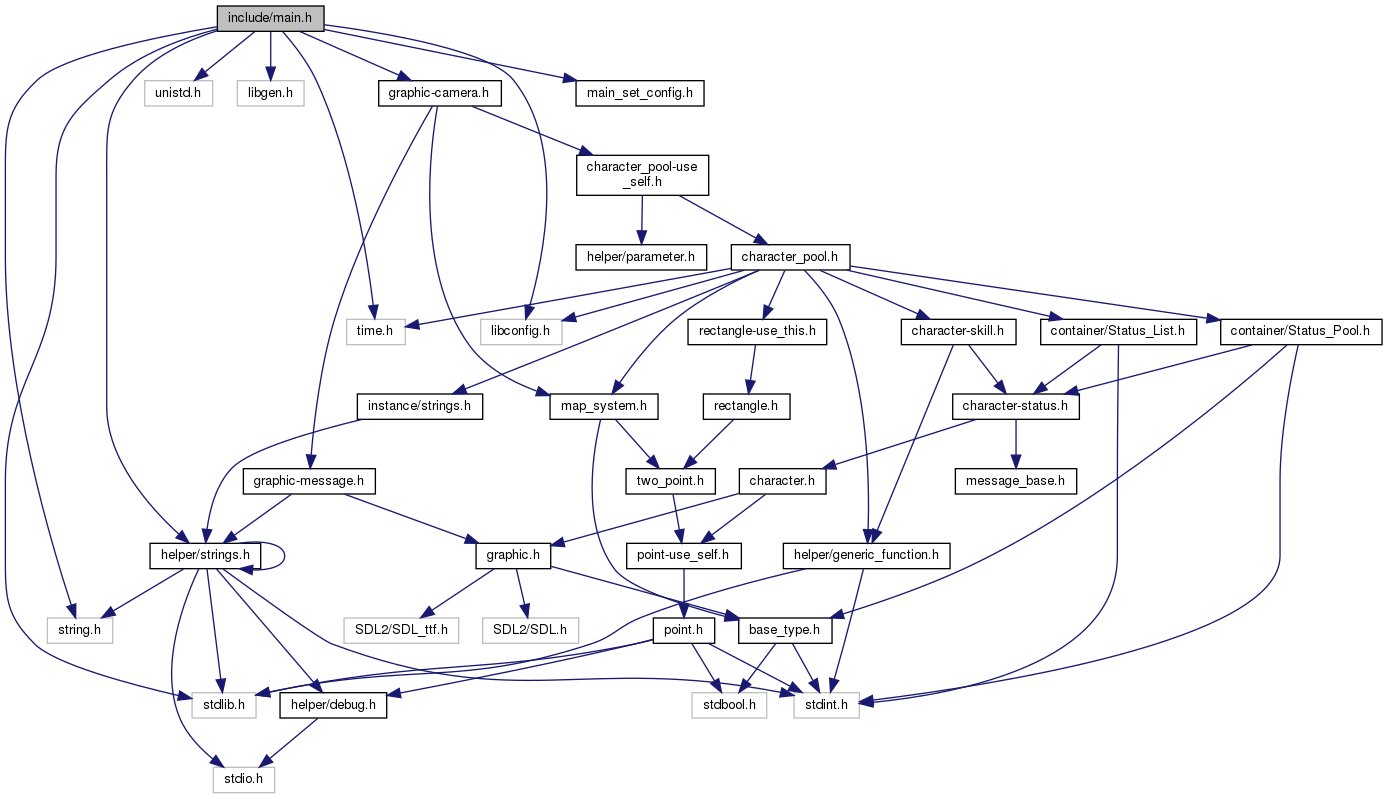 include/main.h
unistd.h
libgen.h
graphic-camera.h
main_set_config.h
character_pool-use
_self.h
helper/parameter.h
character_pool.h
time.h
libconfig.h
rectangle-use_this.h
character-skill.h
container/Status_List.h
container/Status_Pool.h
instance/strings.h
map_system.h
rectangle.h
character-status.h
graphic-message.h
two_point.h
character.h
message_base.h
helper/strings.h
graphic.h
point-use_self.h
helper/generic_function.h
string.h
SDL2/SDL_ttf.h
SDL2/SDL.h
point.h
base_type.h
stdlib.h
helper/debug.h
stdbool.h
stdint.h
stdio.h